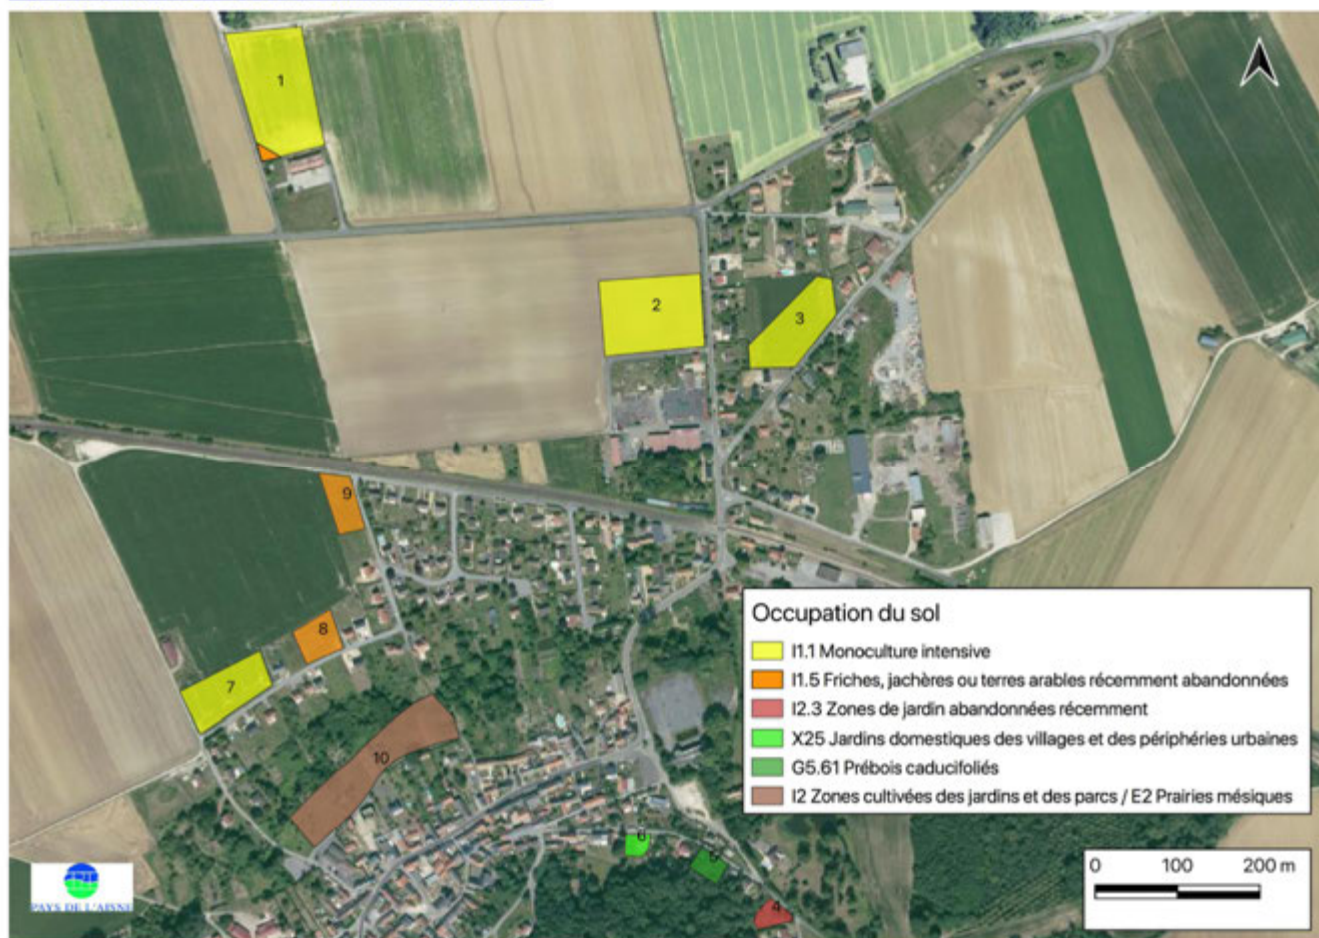 1
2
3
9
8
7
10
6
5
4
Occupation du sol
I1.1 Monoculture intensive
I1.5 Friches, jachères ou terres arables récemment abandonnées
I2.3 Zones de jardin abandonnées récemment
X25 Jardins domestiques des villages et des périphéries urbaines
G5.61 Prébois caducifoliés
I2 Zones cultivées des jardins et des parcs / E2 Prairies mésiques
0 100 200 m
PAYS DE L'AISNE